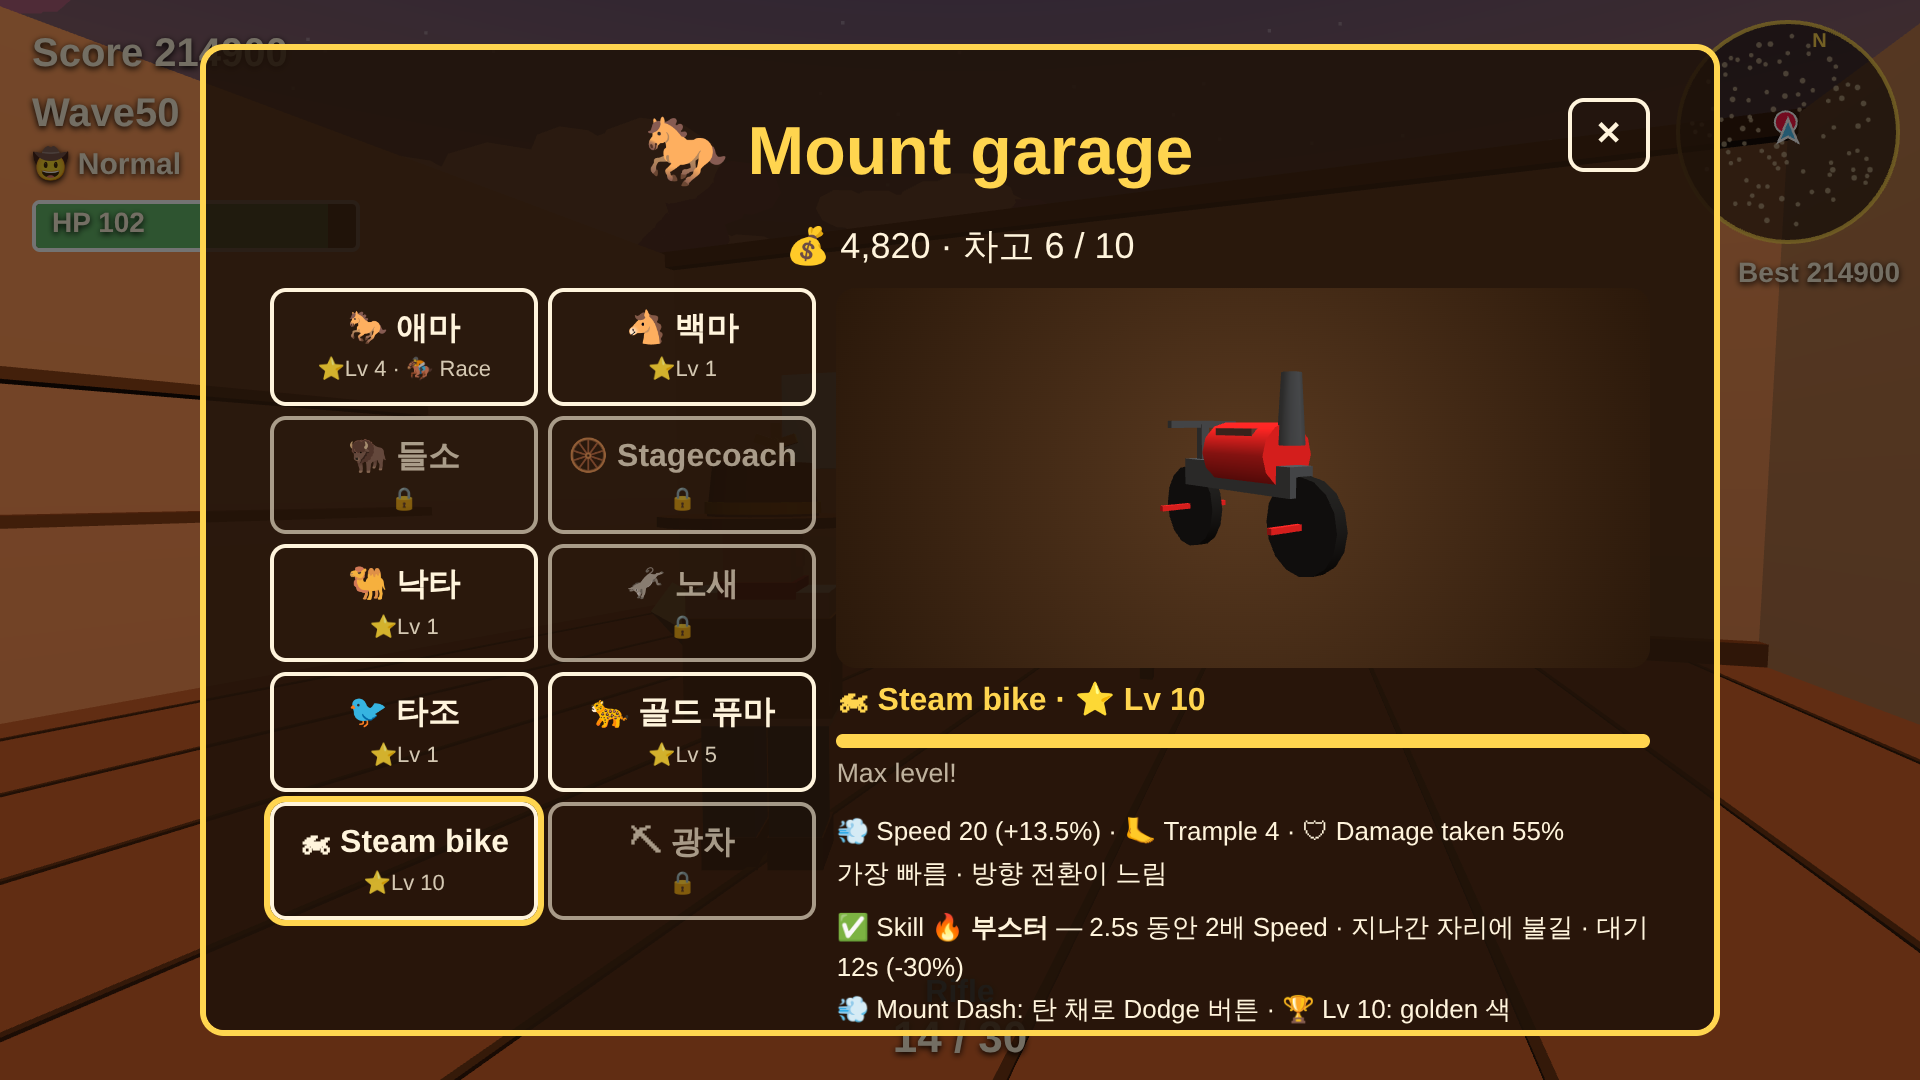 Score 214900
Wave50
🤠 Normal
HP 102
N
Best 214900
🐎 Mount garage
✕
💰 4,820 · 차고 6 / 10
🐎 애마
⭐Lv 4 · 🏇 Race
🐴 백마
⭐Lv 1
🦬 들소
🔒
🛞 Stagecoach
🔒
🐫 낙타
⭐Lv 1
🫏 노새
🔒
🐦 타조
⭐Lv 1
🐆 골드 퓨마
⭐Lv 5
🏍 Steam bike
⭐Lv 10
⛏ 광차
🔒
🏍 Steam bike · ⭐ Lv 10
Max level!
💨 Speed 20 (+13.5%) · 🦶 Trample 4 · 🛡 Damage taken 55%
가장 빠름 · 방향 전환이 느림
✅ Skill 🔥 부스터 — 2.5s 동안 2배 Speed · 지나간 자리에 불길 · 대기
12s (-30%)
💨 Mount Dash: 탄 채로 Dodge 버튼 · 🏆 Lv 10: golden 색
Rifle
14 / 30